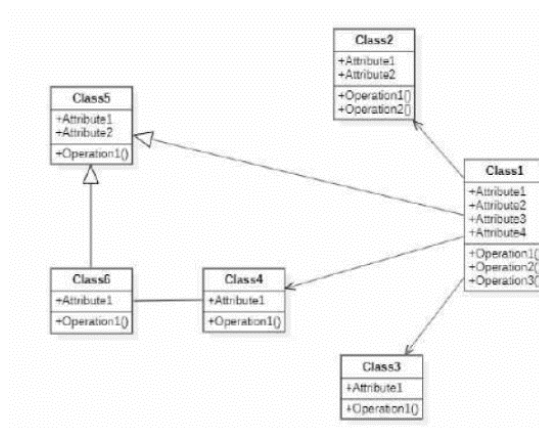 Class2
+Attribute1
+Attribute2
+Operation1()
+Operation2()
Class5
+Attribute1
+Attribute2
+Operation1()
Class1
+Attribute1
+Attribute2
+Attribute3
+Attribute4
+Operation1()
+Operation2()
+Operation3()
Class6
+Attribute1
+Operation1()
Class4
+Attribute1
+Operation1()
Class3
+Attribute1
+Operation1()